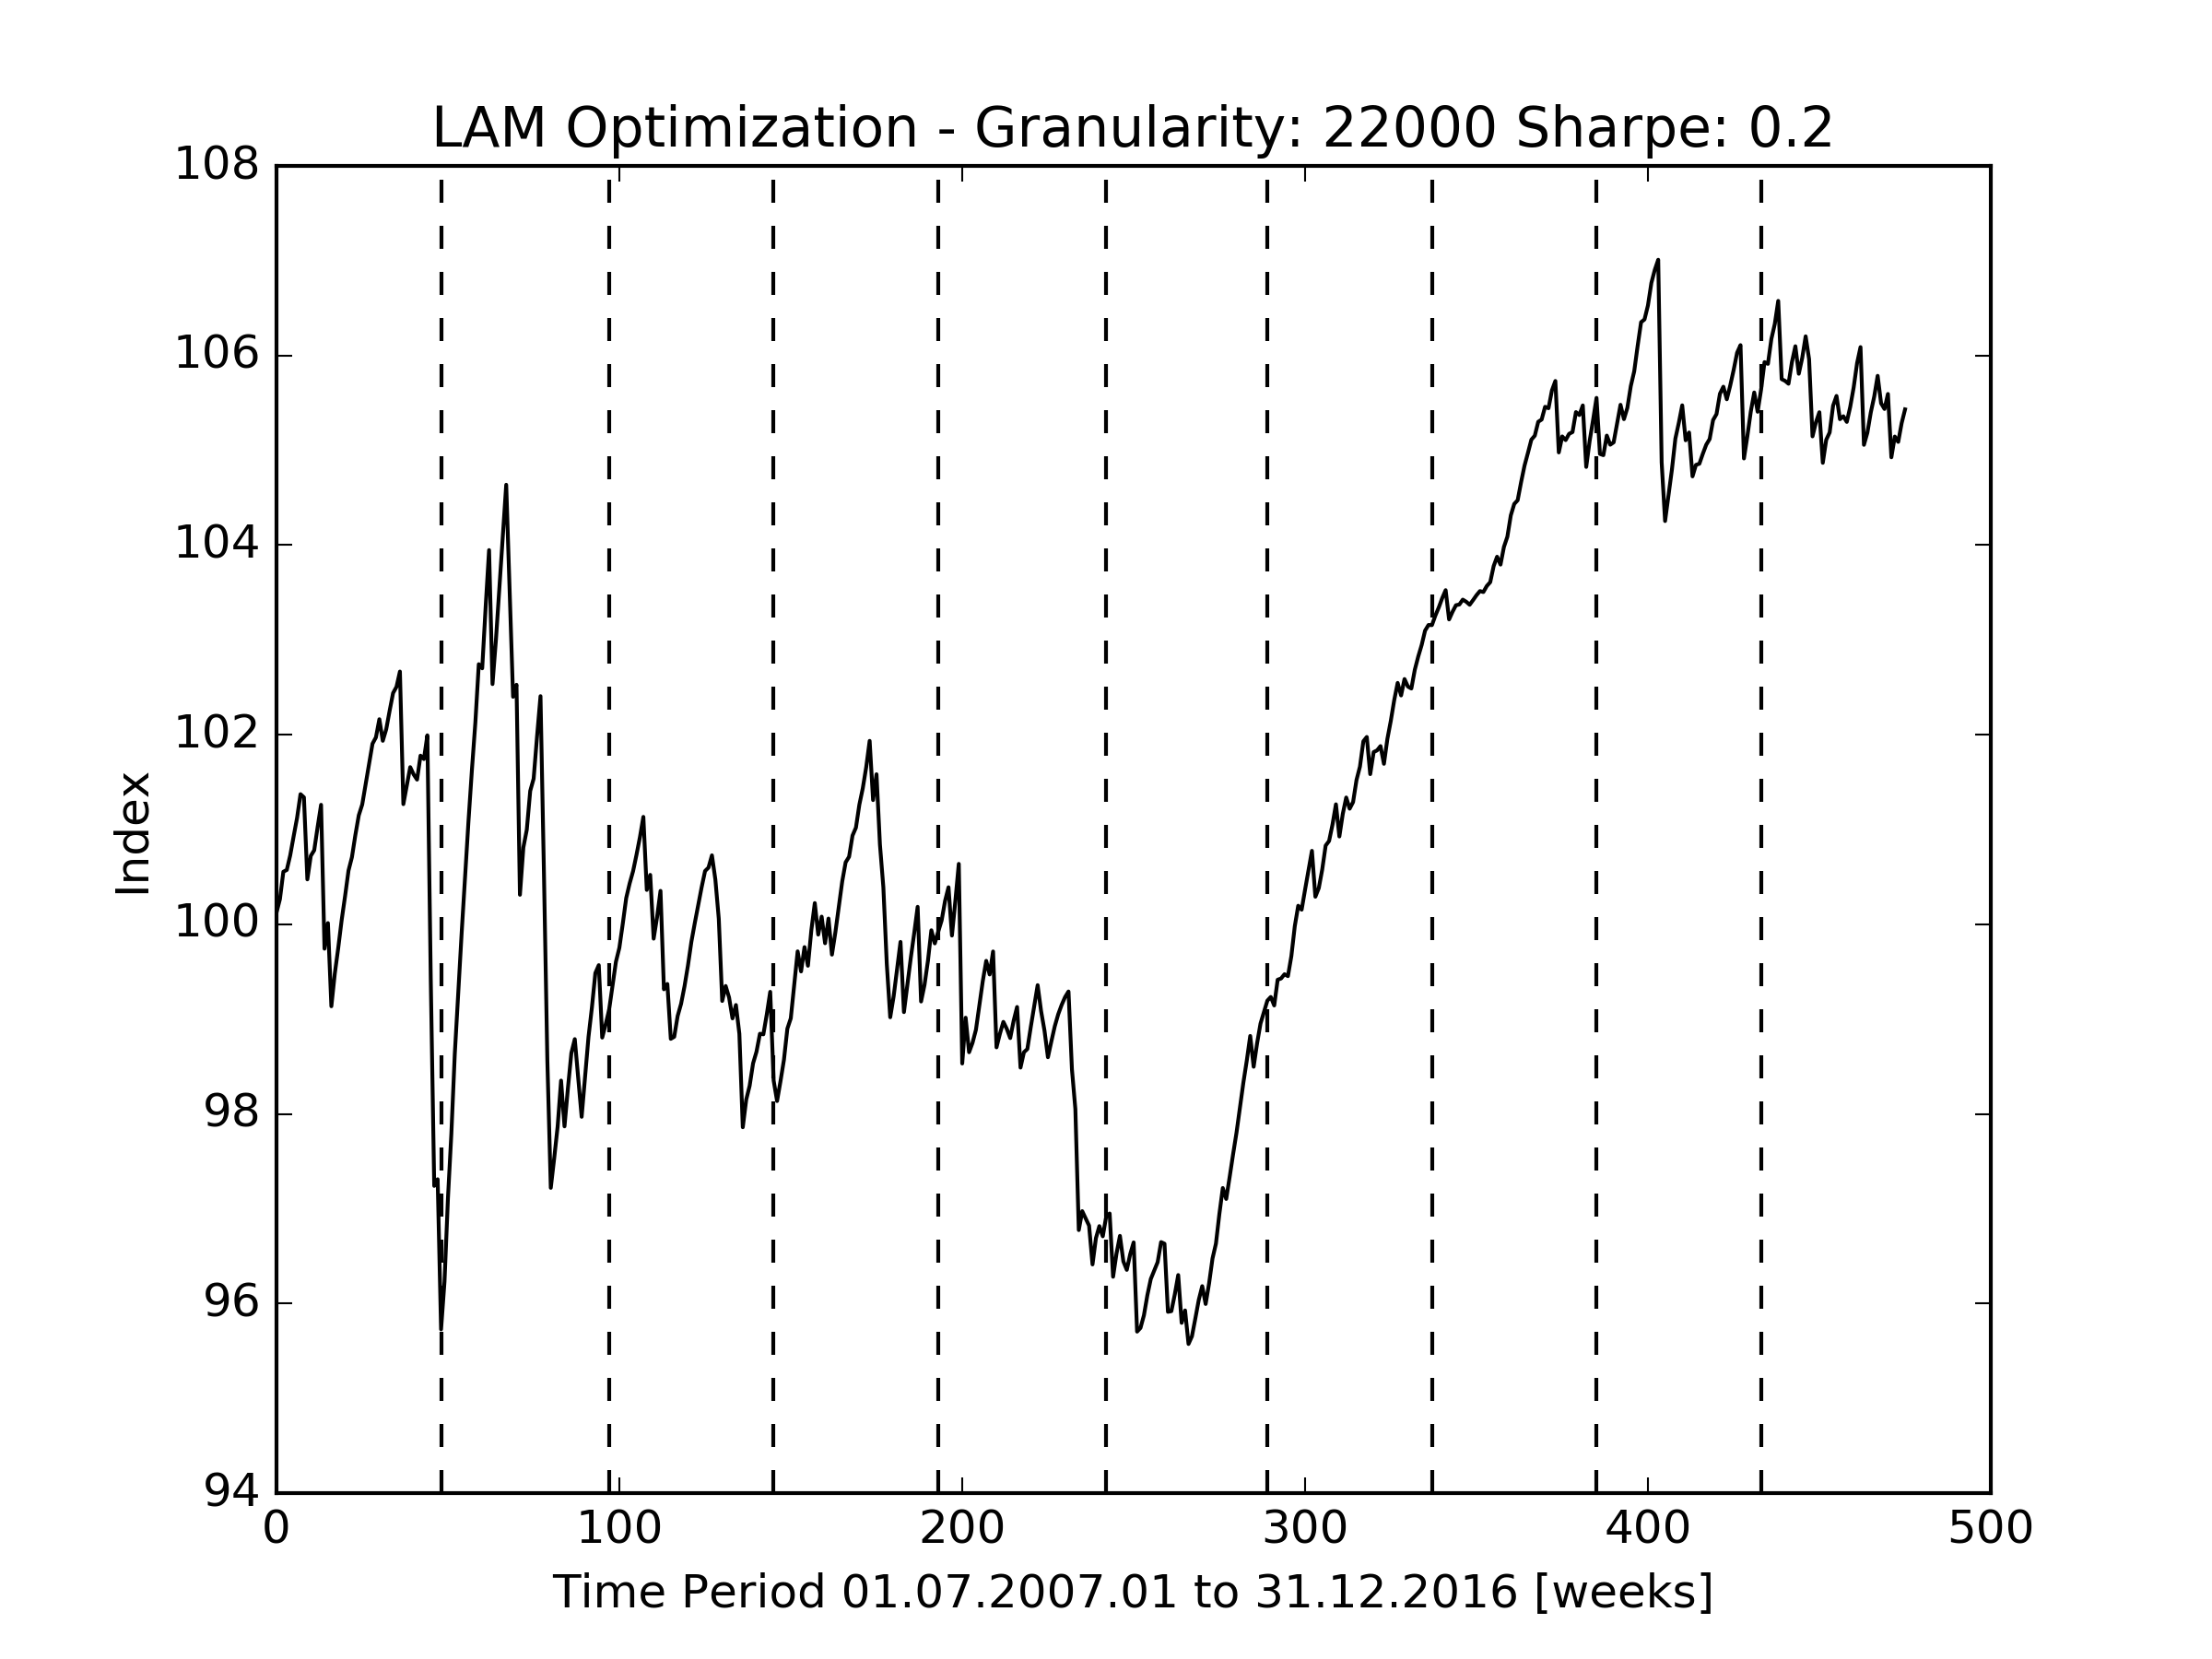 LAM Optimization - Granularity: 22000 Sharpe: 0.2
108
106
104
102
100
98
96
94
Index
0 100 200 300 400 500
Time Period 01.07.2007.01 to 31.12.2016 [weeks]